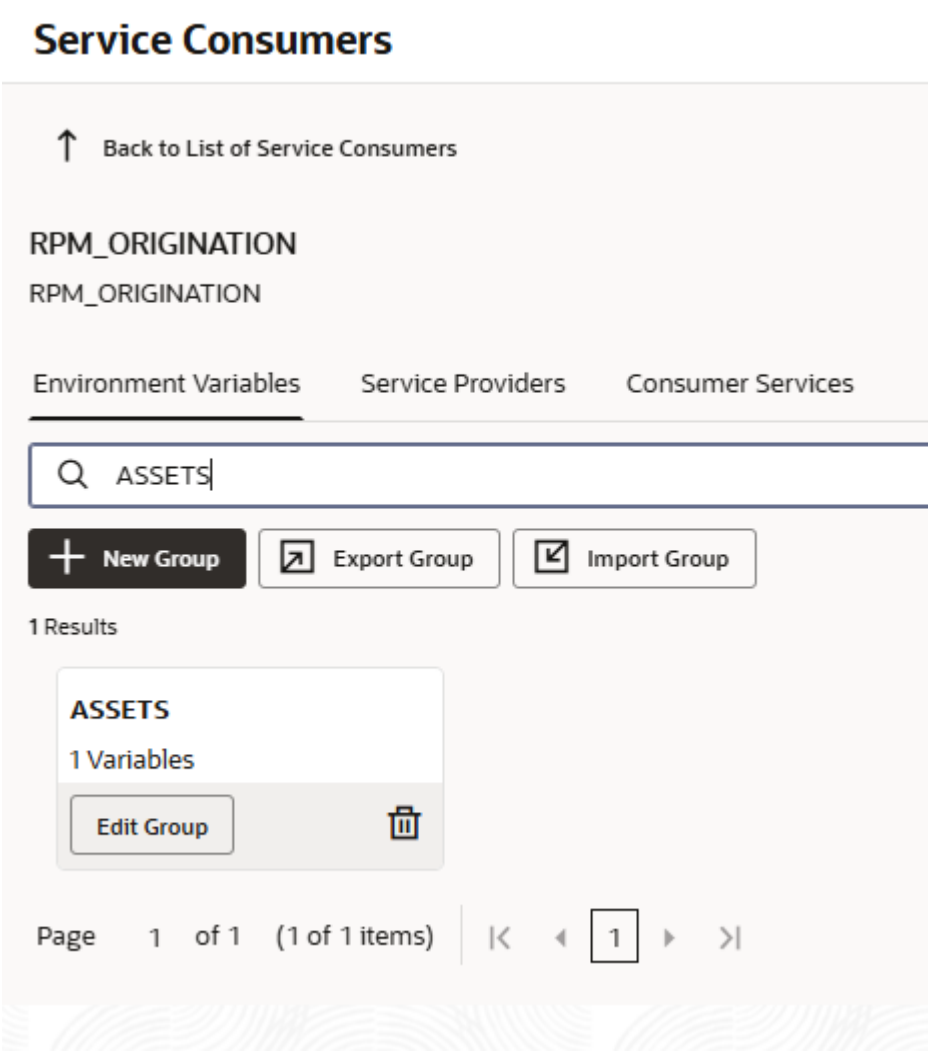 Service Consumers
Back to List of Service Consumers
RPM_ORIGINATION
RPM_ORIGINATION
Environment Variables Service Providers Consumer Services
ASSETS
New Group Export Group Import Group
1 Results
ASSETS
1 Variables
Edit Group
Page 1 of 1 (1 of 1 items) 1